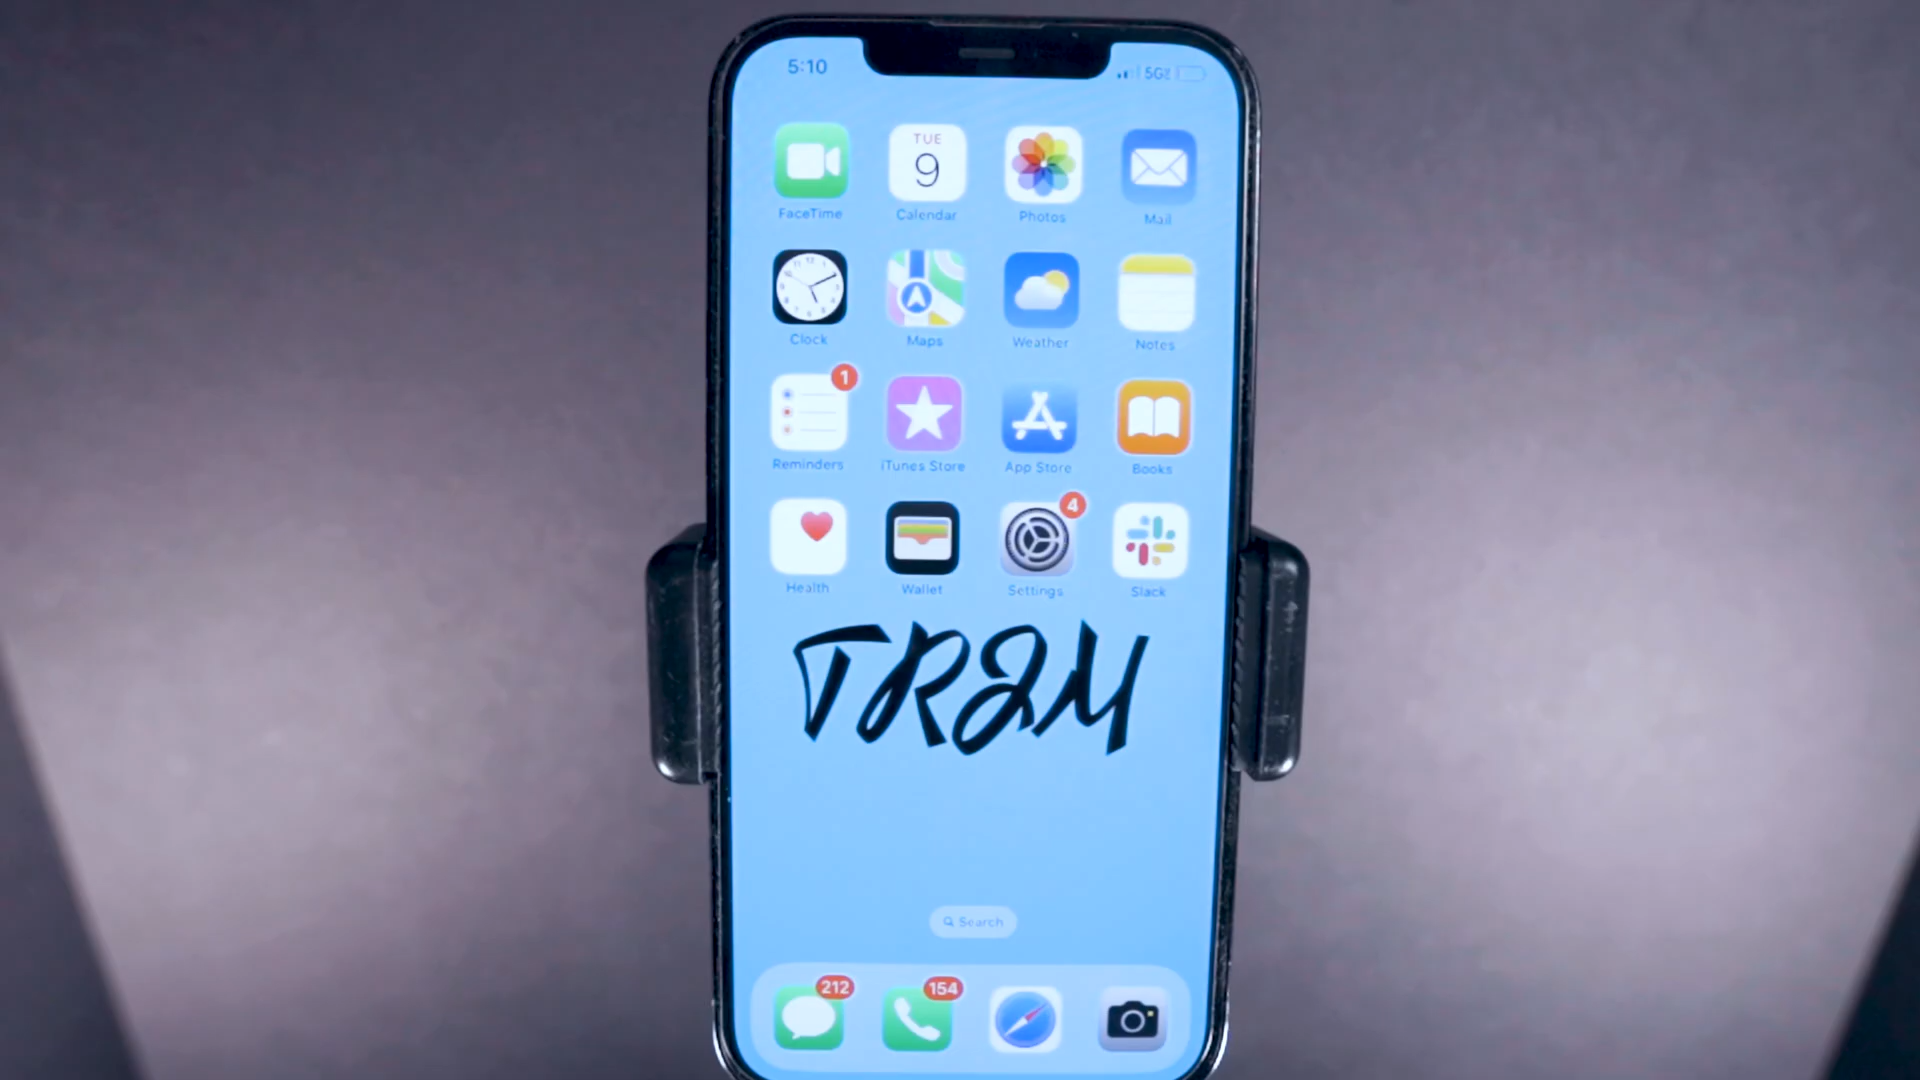 5:10 5G
TUE
9
FaceTime Calendar Photos Mail
Clock Maps Weather Notes
1
Reminders iTunes Store App Store Books
4
Health Wallet Settings Slack
Search
212 154